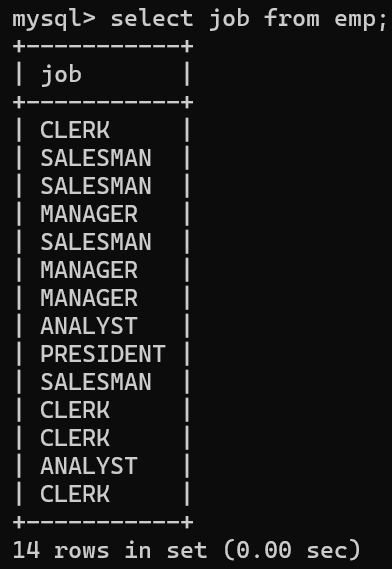 mysql> select job from emp;
+-----------+
| job       |
+-----------+
| CLERK     |
| SALESMAN  |
| SALESMAN  |
| MANAGER   |
| SALESMAN  |
| MANAGER   |
| MANAGER   |
| ANALYST   |
| PRESIDENT |
| SALESMAN  |
| CLERK     |
| CLERK     |
| ANALYST   |
| CLERK     |
+-----------+
14 rows in set (0.00 sec)